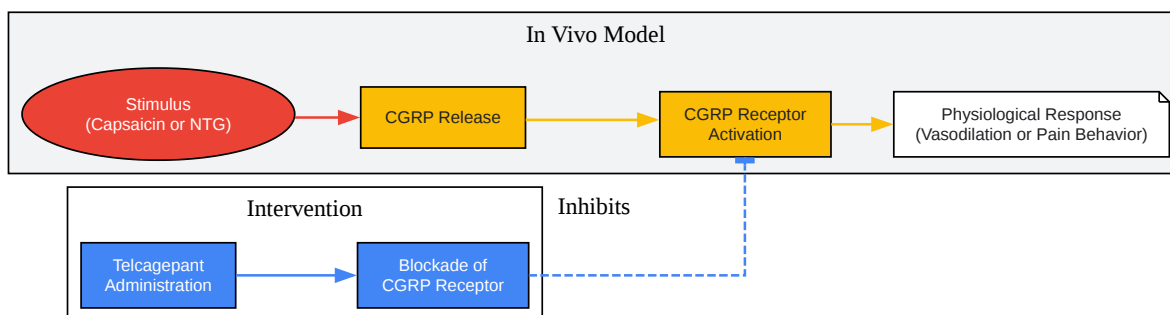 In Vivo Model
Stimulus
(Capsaicin or NTG)
CGRP Release
CGRP Receptor
Activation
Physiological Response
(Vasodilation or Pain Behavior)
Intervention
Inhibits
Telcagepant
Administration
Blockade of
CGRP Receptor